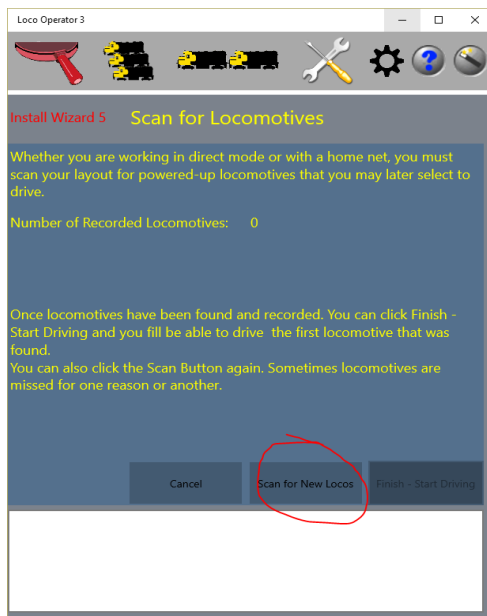 Loco Operator 3
?
Install Wizard 5 Scan for Locomotives
Whether you are working in direct mode or with a home net, you must
scan your layout for powered-up locomotives that you may later select to
drive.
Number of Recorded Locomotives: 0
Once locomotives have been found and recorded. You can click Finish -
Start Driving and you fill be able to drive the first locomotive that was
found.
You can also click the Scan Button again. Sometimes locomotives are
missed for one reason or another.
Cancel Scan for New Locos Finish - Start Driving